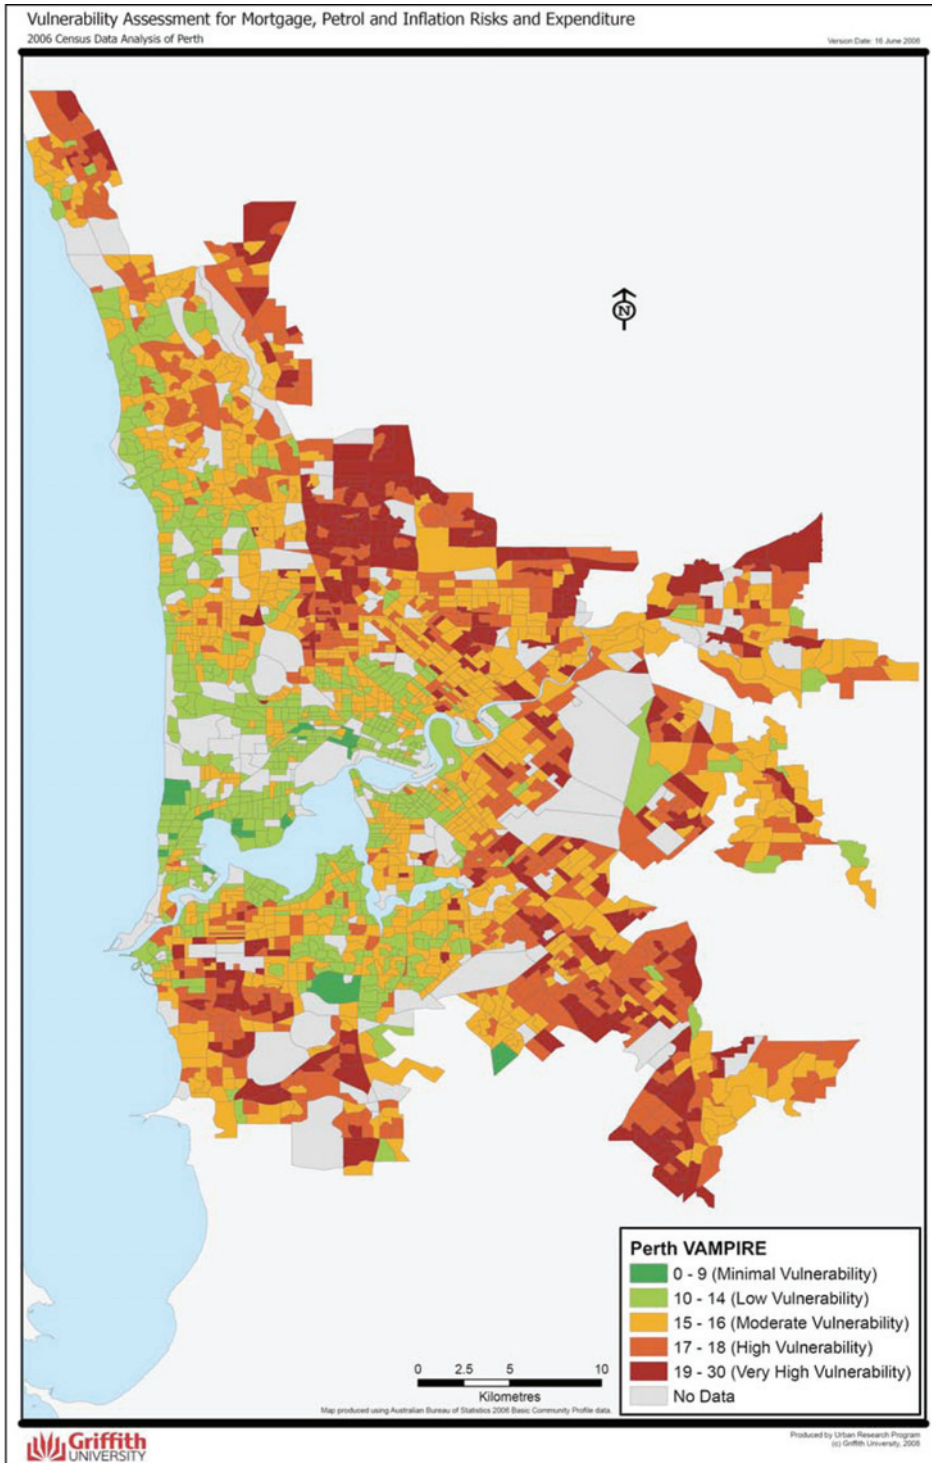 Vulnerability Assessment for Mortgage, Petrol and Inflation Risks and Expenditure
2006 Census Data Analysis of Perth
Version Date: 16 June 2008
N
Perth VAMPIRE
0 - 9 (Minimal Vulnerability)
10 - 14 (Low Vulnerability)
15 - 16 (Moderate Vulnerability)
17 - 18 (High Vulnerability)
19 - 30 (Very High Vulnerability)
No Data
0 2.5 5 10
Kilometres
Map produced using Australian Bureau of Statistics 2006 Basic Community Profile data.
Griffith
UNIVERSITY
Produced by Urban Research Program
(c) Griffith University, 2008